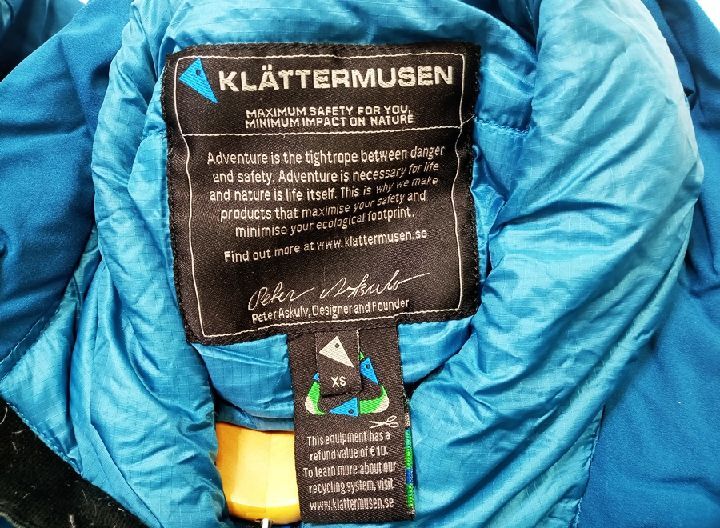 KLÄTTERMUSEN
MAXIMUM SAFETY FOR YOU,
MINIMUM IMPACT ON NATURE
Adventure is the tightrope between danger
and safety. Adventure is necessary for life
and nature is life itself. This is why we make
products that maximise your safety and
minimise your ecological footprint.
Find out more at www.klattermusen.se
Peter Askulv
Peter Askulv, Designer and Founder
XS
This equipment has a
refund value of €10.
To learn more about our
recycling system, visit
www.klattermusen.se